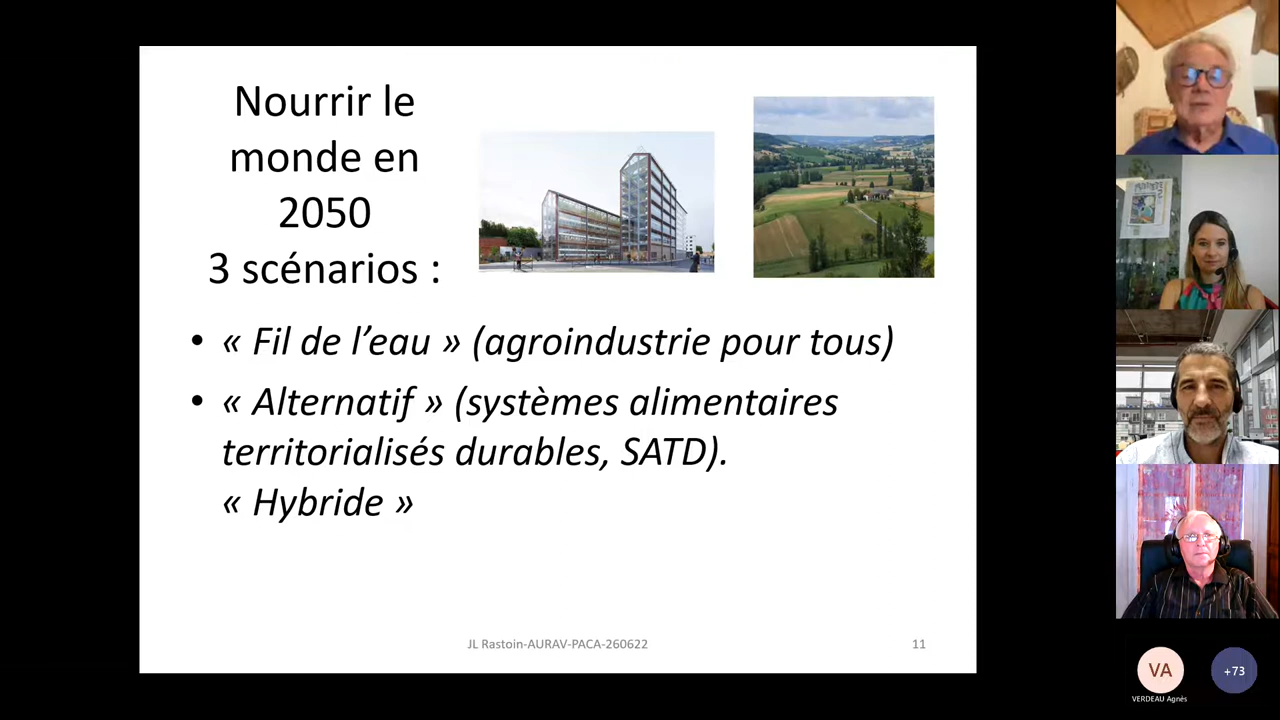 Nourrir le
monde en
2050
3 scénarios :
• « Fil de l’eau » (agroindustrie pour tous)
• « Alternatif » (systèmes alimentaires
territorialisés durables, SATD).
« Hybride »
JL Rastoin-AURAV-PACA-260622
11
VA
+73
VERDEAU Agnès